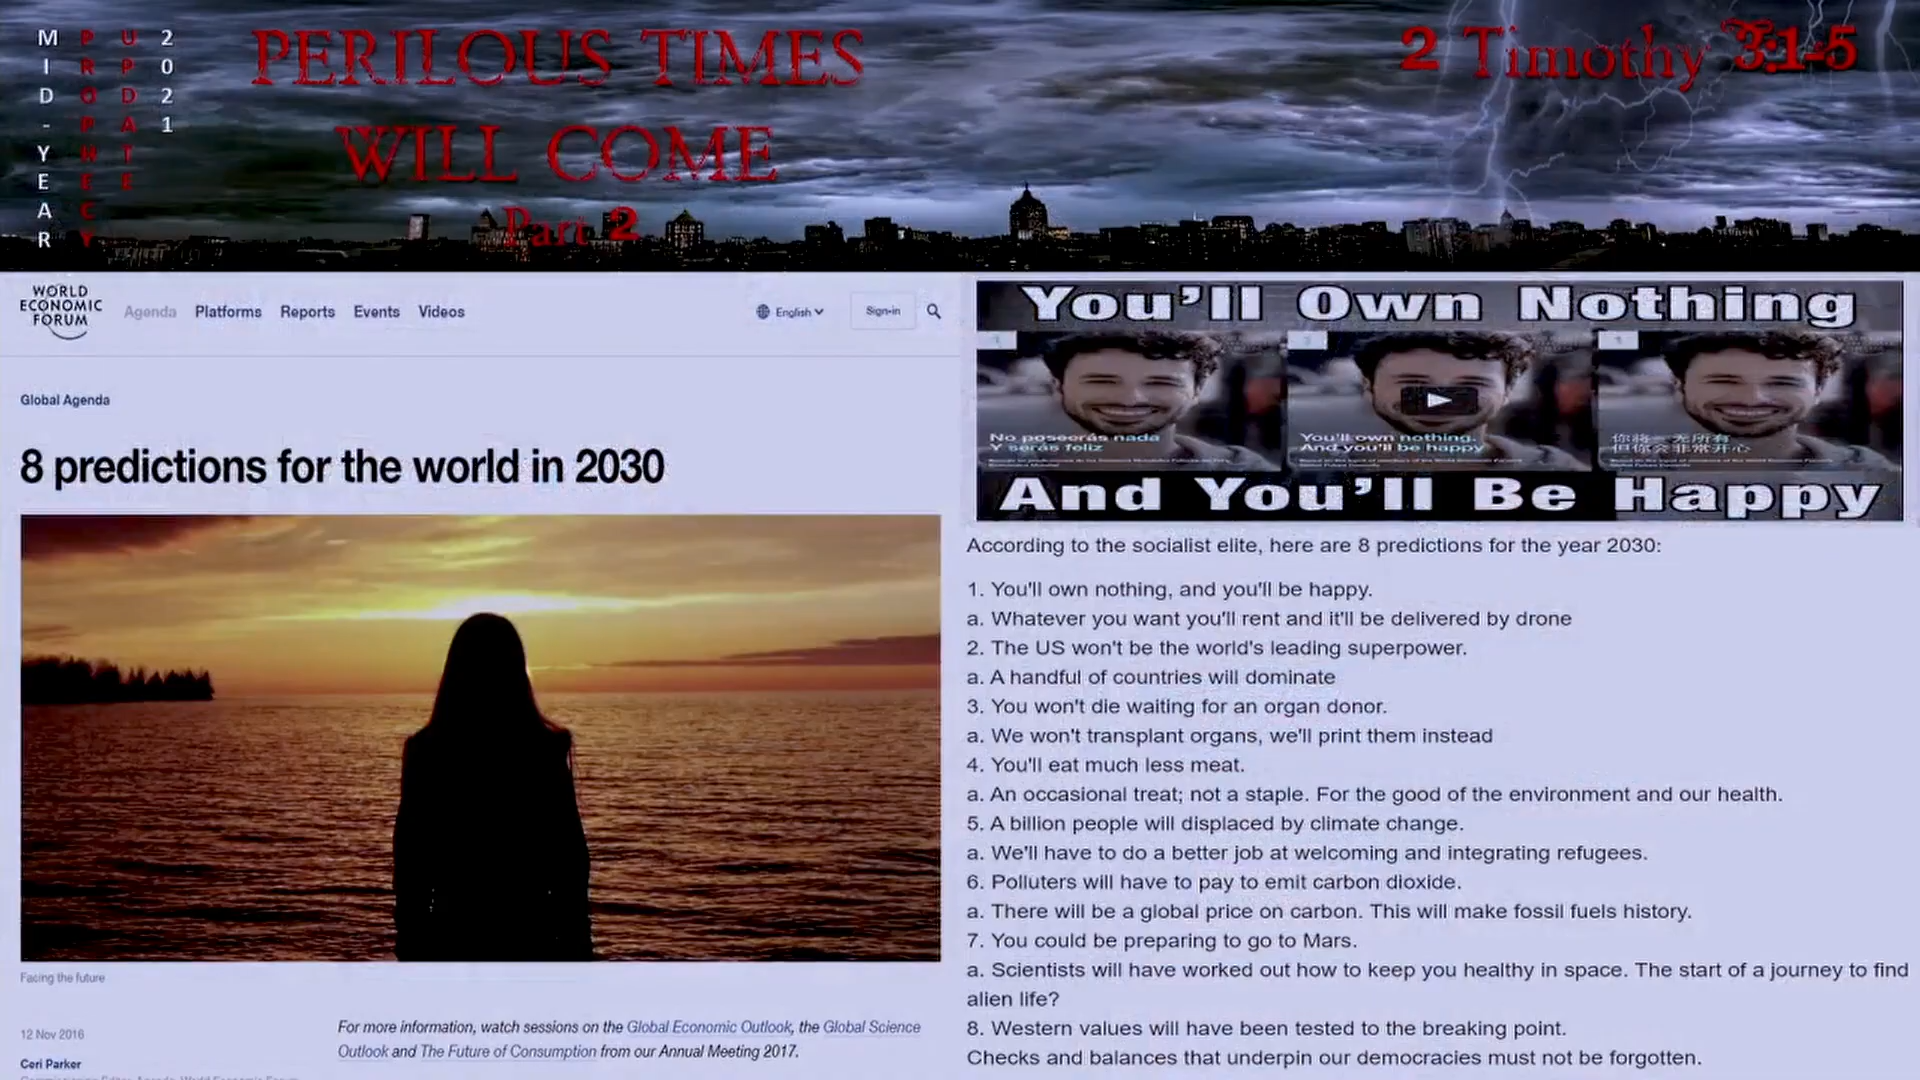 MID-YEAR
PROPHECY
UPDATE
2021
PERILOUS TIMES
WILL COME
Part 2
2 Timothy 3:1-5
WORLD
ECONOMIC
FORUM
Agenda Platforms Reports Events Videos
English
Sign-in
Global Agenda
8 predictions for the world in 2030
Facing the future
12 Nov 2016
Ceri Parker
For more information, watch sessions on the Global Economic Outlook, the Global Science
Outlook and The Future of Consumption from our Annual Meeting 2017.
You'll Own Nothing
No poseerás nada
Y serás feliz
You'll own nothing.
And you'll be happy
你将一无所有
但你会非常开心
And You'll Be Happy
According to the socialist elite, here are 8 predictions for the year 2030:
1. You'll own nothing, and you'll be happy.
a. Whatever you want you'll rent and it'll be delivered by drone
2. The US won't be the world's leading superpower.
a. A handful of countries will dominate
3. You won't die waiting for an organ donor.
a. We won't transplant organs, we'll print them instead
4. You'll eat much less meat.
a. An occasional treat; not a staple. For the good of the environment and our health.
5. A billion people will displaced by climate change.
a. We'll have to do a better job at welcoming and integrating refugees.
6. Polluters will have to pay to emit carbon dioxide.
a. There will be a global price on carbon. This will make fossil fuels history.
7. You could be preparing to go to Mars.
a. Scientists will have worked out how to keep you healthy in space. The start of a journey to find
alien life?
8. Western values will have been tested to the breaking point.
Checks and balances that underpin our democracies must not be forgotten.